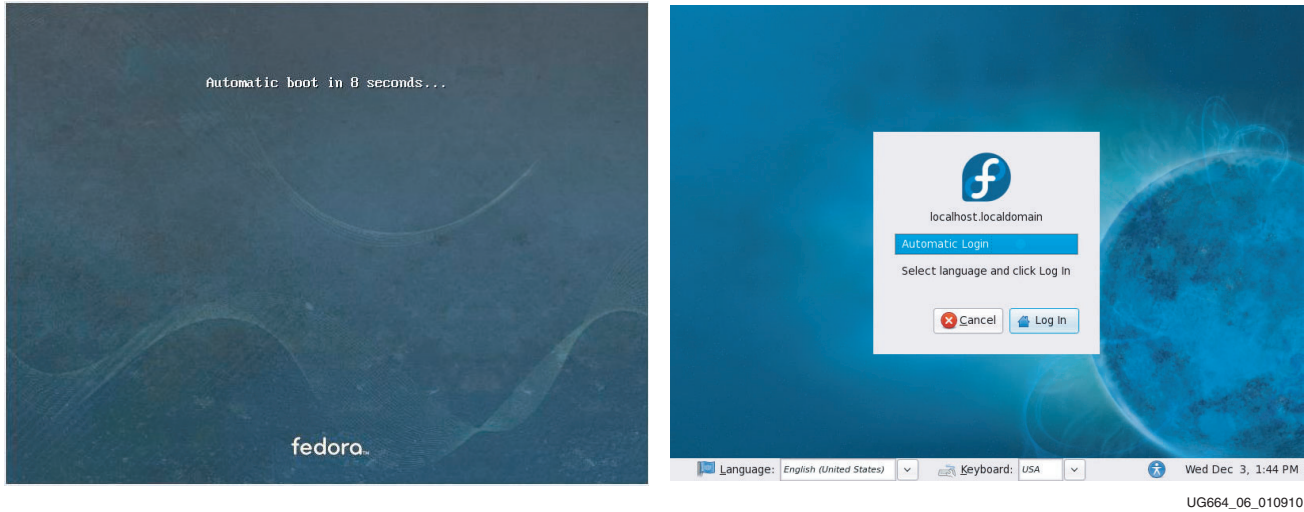 Automatic boot in 8 seconds...
fedora™
localhost.localdomain
Automatic Login
Select language and click Log In
Cancel Log In
Language: English (United States) Keyboard: USA Wed Dec 3, 1:44 PM
UG664_06_010910